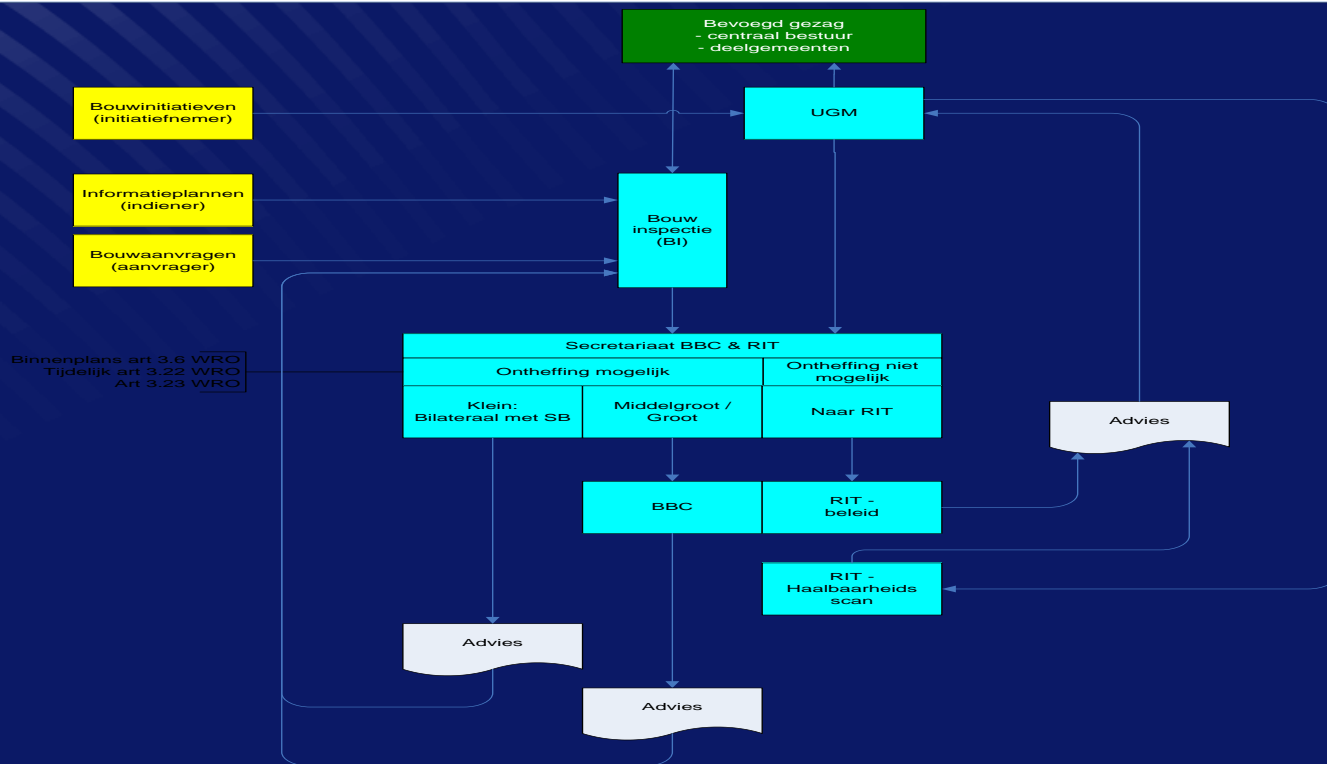 Bevoegd gezag
- centraal bestuur
- deelgemeenten
Bouwinitiatieven
(initiatiefnemer)
UGM
Informatieplannen
(indiener)
Bouw
inspectie
(BI)
Bouwaanvragen
(aanvrager)
Secretariaat BBC & RIT
Binnenplans art 3.6 WRO
Tijdelijk art 3.22 WRO
Art 3.23 WRO
Ontheffing mogelijk
Ontheffing niet
mogelijk
Klein:
Bilateraal met SB
Middelgroot /
Groot
Naar RIT
Advies
BBC
RIT -
beleid
RIT -
Haalbaarheids
scan
Advies
Advies